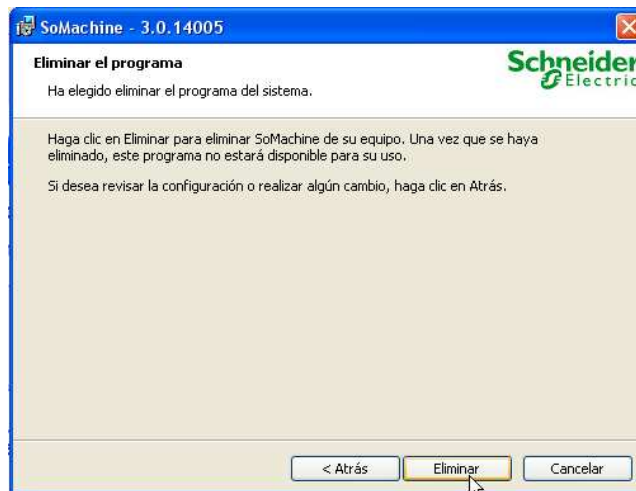 SoMachine - 3.0.14005
Eliminar el programa
Ha elegido eliminar el programa del sistema.
Schneider
Electric
Haga clic en Eliminar para eliminar SoMachine de su equipo. Una vez que se haya
eliminado, este programa no estará disponible para su uso.
Si desea revisar la configuración o realizar algún cambio, haga clic en Atrás.
< Atrás
Eliminar
Cancelar